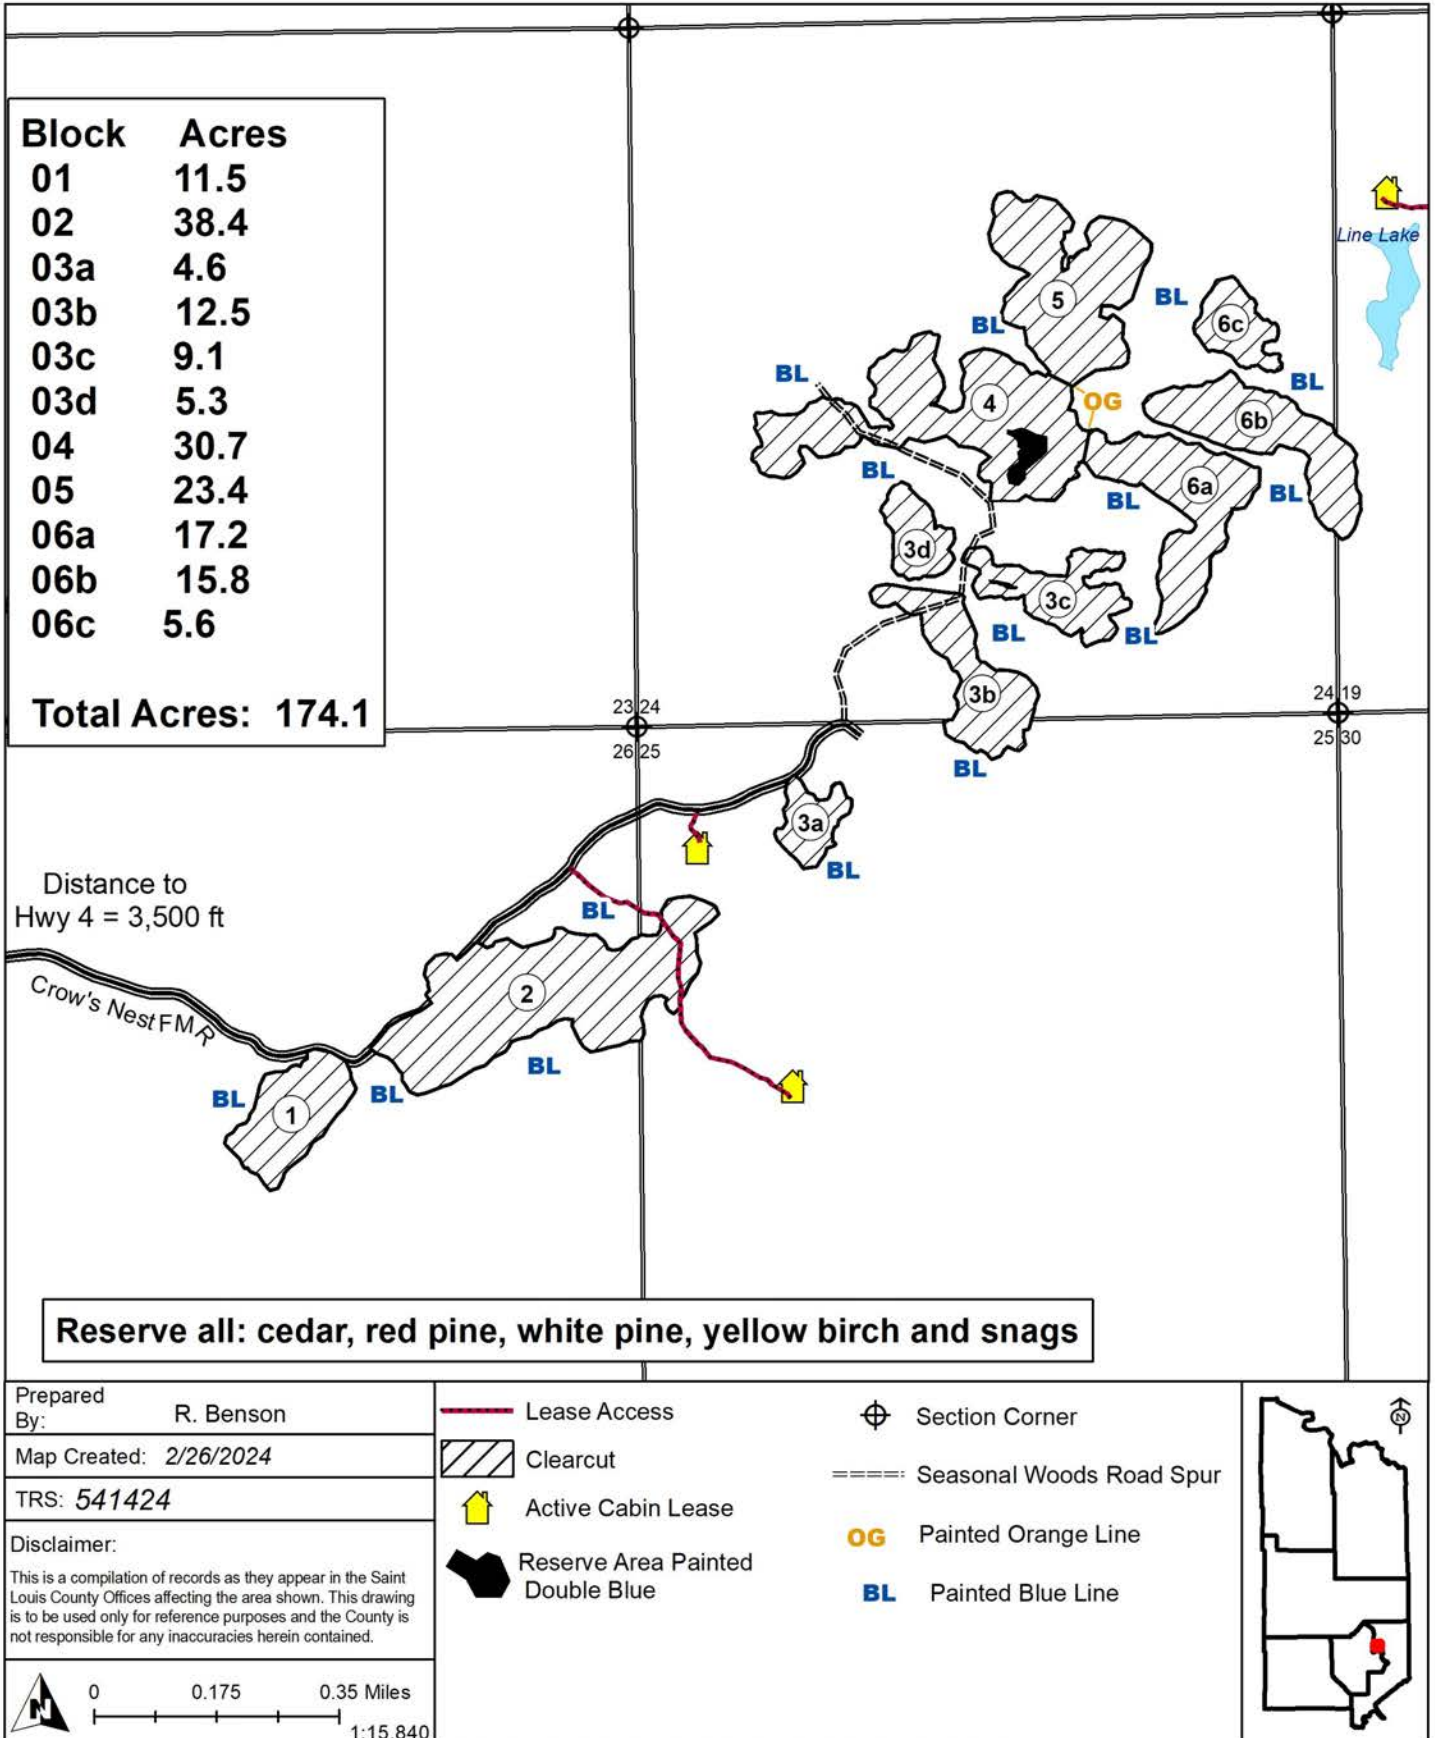 Block Acres
01 11.5
02 38.4
03a 4.6
03b 12.5
03c 9.1
03d 5.3
04 30.7
05 23.4
06a 17.2
06b 15.8
06c 5.6
Total Acres: 174.1
Line Lake
5
BL
6c
BL
BL
BL
4
OG
6b
BL
6a
BL
BL
3d
3c
BL
BL
3b
23 24
26 25
24 19
25 30
BL
3a
BL
Distance to
Hwy 4 = 3,500 ft
BL
2
Crow's Nest FMR
BL
BL
BL
1
Reserve all: cedar, red pine, white pine, yellow birch and snags
Prepared
By: R. Benson
Map Created: 2/26/2024
TRS: 541424
Disclaimer:
This is a compilation of records as they appear in the Saint
Louis County Offices affecting the area shown. This drawing
is to be used only for reference purposes and the County is
not responsible for any inaccuracies herein contained.
N
0 0.175 0.35 Miles
1:15,840
Lease Access
Clearcut
Active Cabin Lease
Reserve Area Painted
Double Blue
Section Corner
Seasonal Woods Road Spur
OG Painted Orange Line
BL Painted Blue Line
N